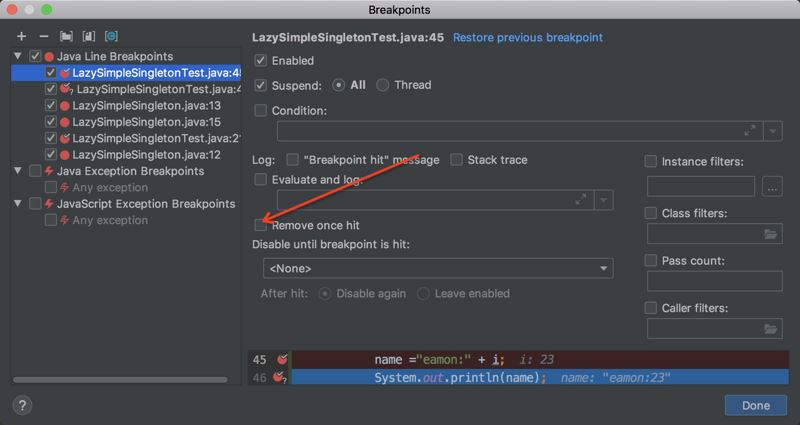 Breakpoints
Java Line Breakpoints
LazySimpleSingletonTest.java:45
LazySimpleSingletonTest.java:4
LazySimpleSingleton.java:13
LazySimpleSingleton.java:15
LazySimpleSingletonTest.java:21
LazySimpleSingleton.java:12
Java Exception Breakpoints
Any exception
JavaScript Exception Breakpoints
Any exception
LazySimpleSingletonTest.java:45 Restore previous breakpoint
Enabled
Suspend: All Thread
Condition:
Log: "Breakpoint hit" message Stack trace
Evaluate and log:
Remove once hit
Disable until breakpoint is hit:
<None>
After hit: Disable again Leave enabled
Instance filters:
...
Class filters:
Pass count:
Caller filters:
45 name ="eamon:" + i; i: 23
46 System.out.println(name); name: "eamon:23"
? Done